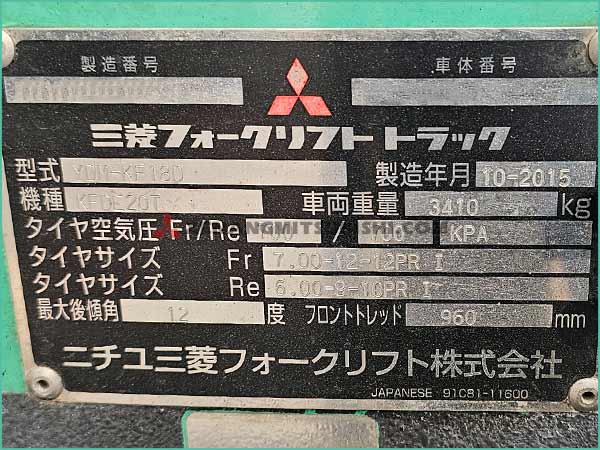 製造番号 車体番号
三菱フォークリフトトラック
型式 YDN-KF18D 製造年月 10-2015
機種 KFDE20T 車両重量 3410 kg
タイヤ空気圧 Fr/Re / 700 KPA
タイヤサイズ Fr 7.00-12-12PR I
タイヤサイズ Re 6.00-9-10PR I
最大後傾角 12 度 フロントトレッド 960 mm
ニチユ三菱フォークリフト株式会社
JAPANESE 91C81-11600